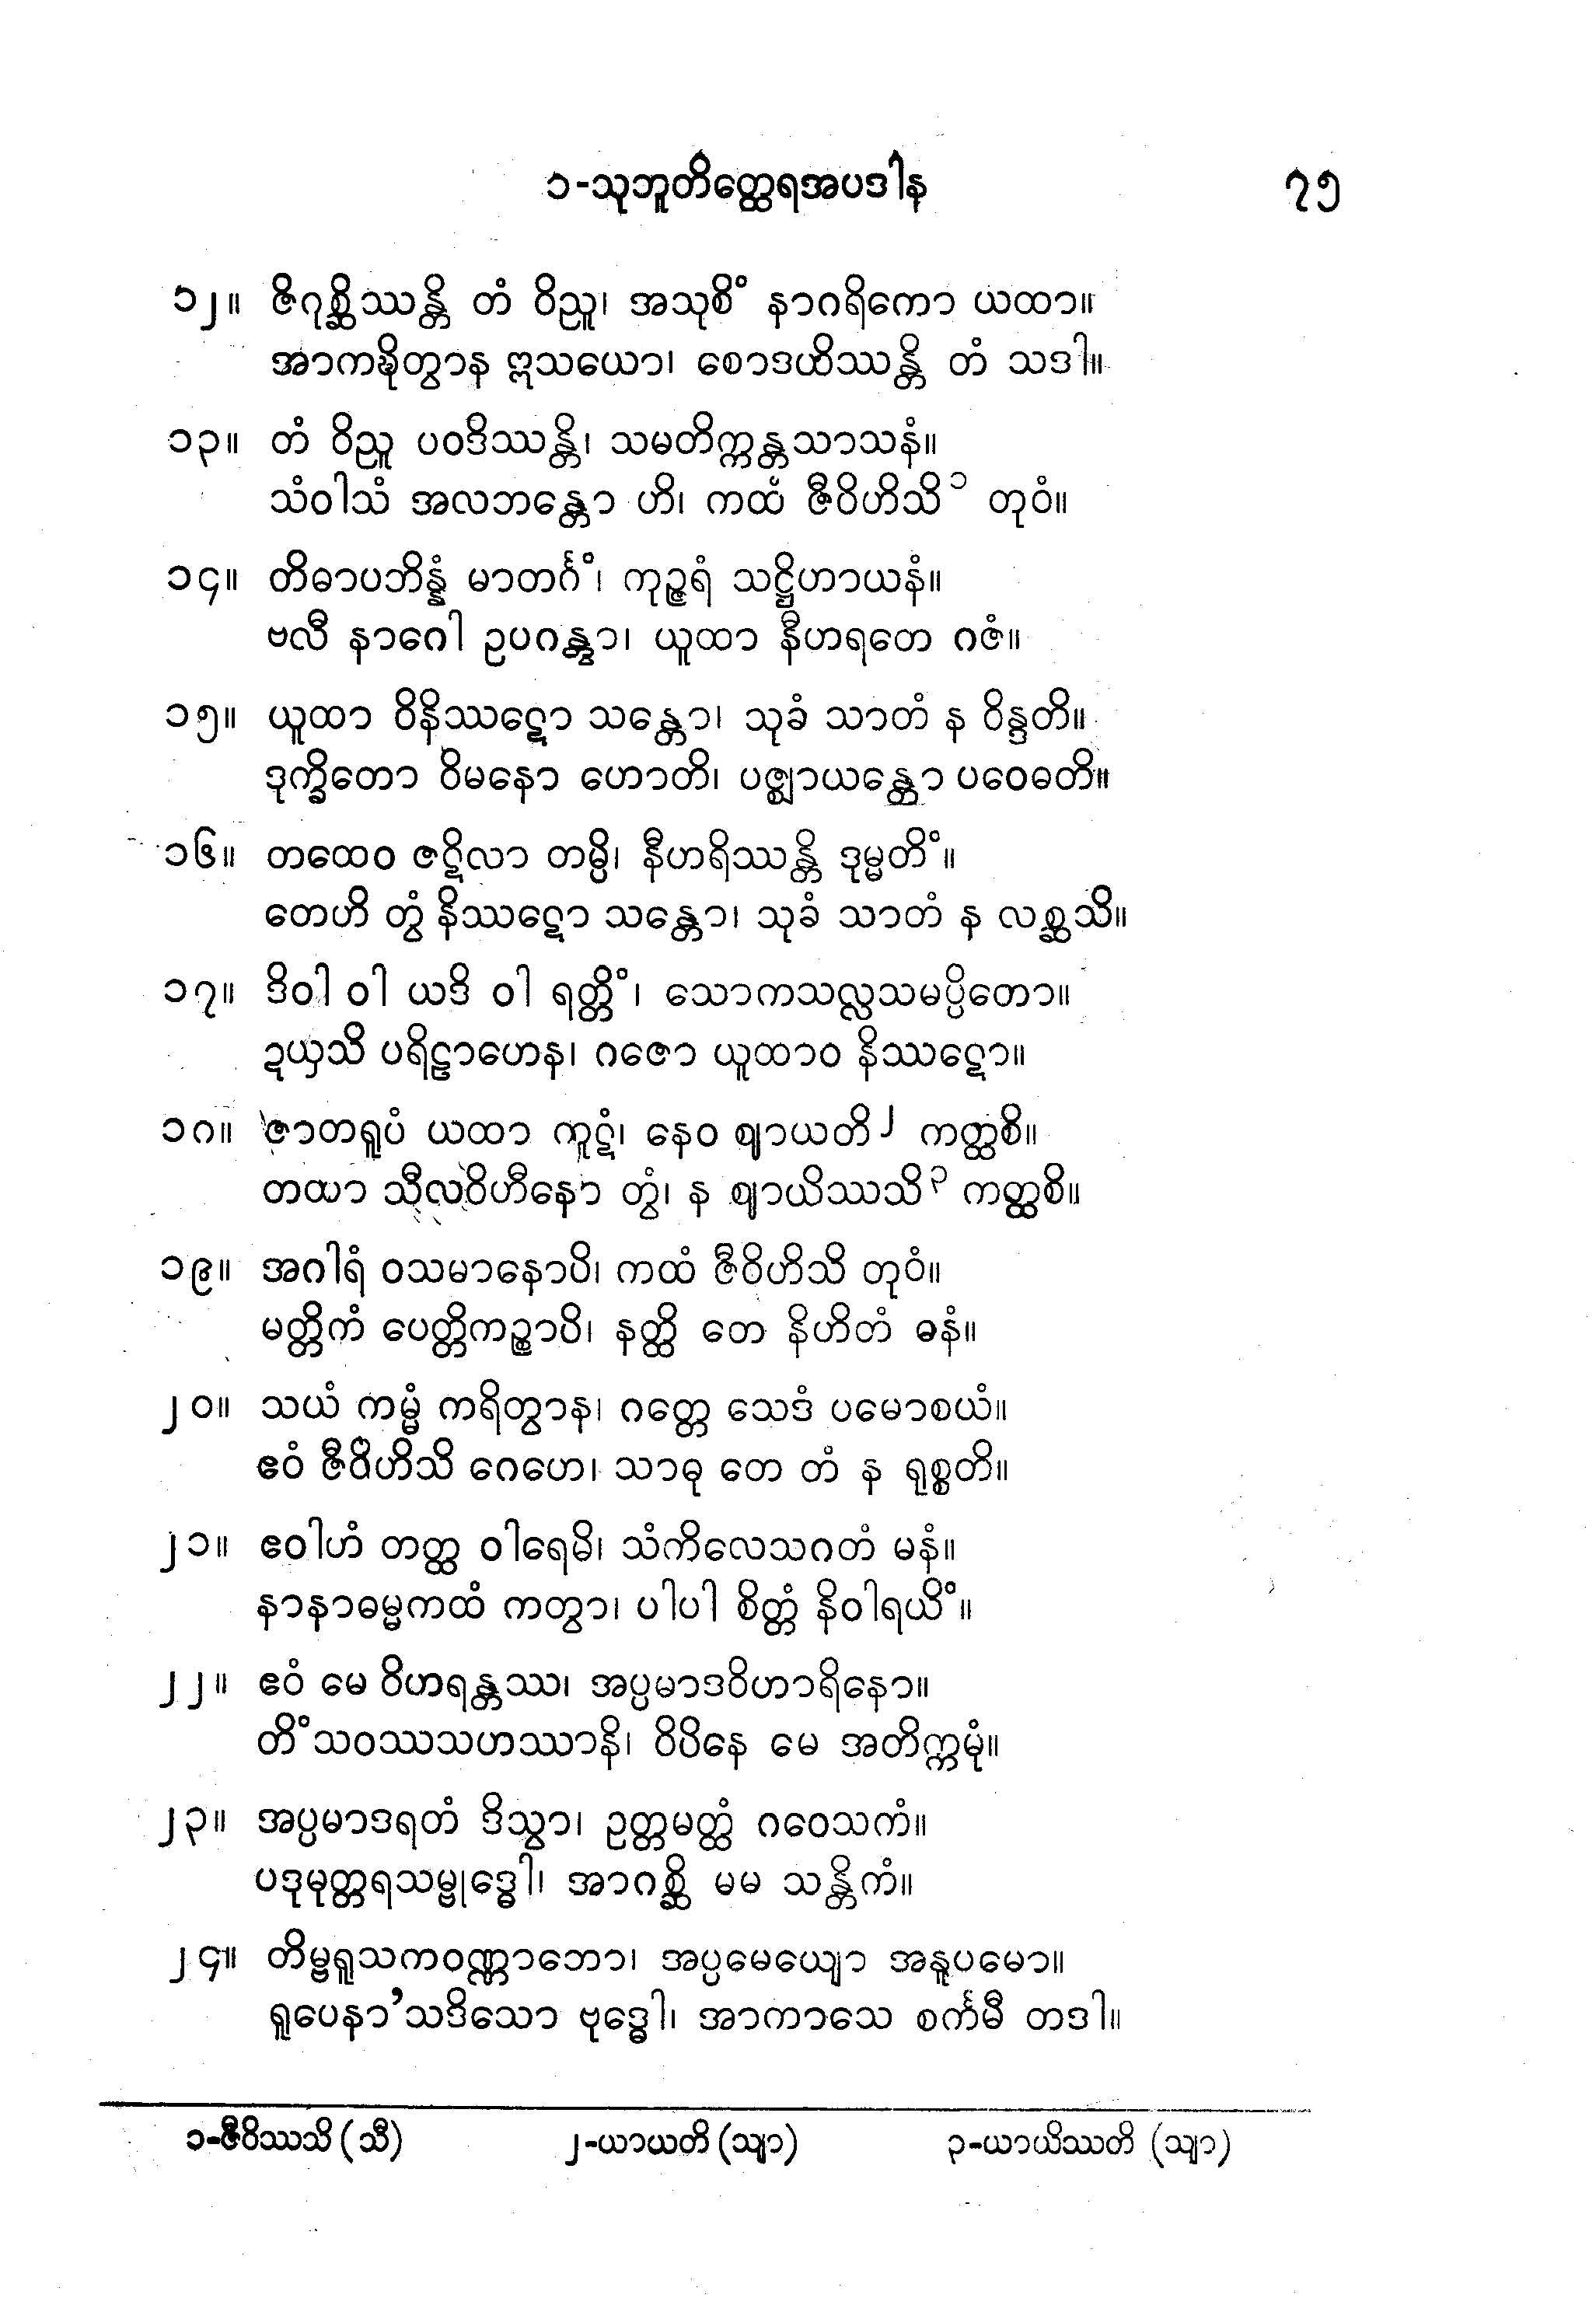 ၁-သုဘူတိတ္ထေရအပဒါန ၇၅
၁၂။ ဇိဂုစ္ဆိဿန္တိ တံ ဝိညူ၊ အသုစိံ နာဂရိကော ယထာ။
အာကဍ္ဎိတွာန ဣသယော၊ စောဒယိဿန္တိ တံ သဒါ။
၁၃။ တံ ဝိညူ ပဝဒိဿန္တိ၊ သမတိက္ကန္တသာသနံ။
သံဝါသံ အလဘန္တော ဟိ၊ ကထံ ဇီဝိဟိသိ ၁ တုဝံ။
၁၄။ တိဓာပဘိန္နံ မာတင်္ဂံ၊ ကုဉ္ဇရံ သဋ္ဌိဟာယနံ။
ဗလီ နာဂေါ ဥပဂန္တွာ၊ ယူထာ နီဟရတေ ဂဇံ။
၁၅။ ယူထာ ဝိနိဿဋော သန္တော၊ သုခံ သာတံ န ဝိန္ဒတိ။
ဒုက္ခိတော ဝိမနော ဟောတိ၊ ပဇ္ဈာယန္တော ပဝေဓတိ။
၁၆။ တထေဝ ဇဋိလာ တမ္ပိ၊ နီဟရိဿန္တိ ဒုမ္မတိံ။
တေဟိ တွံ နိဿဋော သန္တော၊ သုခံ သာတံ န လစ္ဆသိ။
၁၇။ ဒိဝါ ဝါ ယဒိ ဝါ ရတ္တိံ၊ သောကသလ္လသမပ္ပိတော။
ဍယှသိ ပရိဠာဟေန၊ ဂဇော ယူထာဝ နိဿဋော။
၁၈။ ဇာတရူပံ ယထာ ကူဋံ၊ နေဝ ဈာယတိ ၂ ကတ္ထစိ။
တထာ သီလဝိဟီနော တွံ၊ န ဈာယိဿသိ ၃ ကတ္ထစိ။
၁၉။ အဂါရံ ဝသမာနောပိ၊ ကထံ ဇီဝိဟိသိ တုဝံ။
မတ္တိကံ ပေတ္တိကဉ္စာပိ၊ နတ္ထိ တေ နိဟိတံ ဓနံ။
၂၀။ သယံ ကမ္မံ ကရိတွာန၊ ဂတ္တေ သေဒံ ပမောစယံ။
ဧဝံ ဇီဝိဟိသိ ဂေဟေ၊ သာဓု တေ တံ န ရုစ္စတိ။
၂၁။ ဧဝါဟံ တတ္ထ ဝါရေမိ၊ သံကိလေသဂတံ မနံ။
နာနာဓမ္မကထံ ကတွာ၊ ပါပါ စိတ္တံ နိဝါရယိံ။
၂၂။ ဧဝံ မေ ဝိဟရန္တဿ၊ အပ္ပမာဒဝိဟာရိနော။
တိံသဝဿသဟဿာနိ၊ ဝိပိနေ မေ အတိက္ကမုံ။
၂၃။ အပ္ပမာဒရတံ ဒိသွာ၊ ဥတ္တမတ္ထံ ဂဝေသကံ။
ပဒုမုတ္တရသမ္ဗုဒ္ဓေါ၊ အာဂစ္ဆိ မမ သန္တိကံ။
၂၄။ တိမ္ဗရူသကဝဏ္ဏာဘော၊ အပ္ပမေယျော အနူပမော။
ရူပေနာ’သဒိသော ဗုဒ္ဓေါ၊ အာကာသေ စင်္ကမီ တဒါ။
၁-ဇီဝိဿသိ (သီ) ၂-ယာယတိ (သျာ) ၃-ယာယိဿတိ (သျာ)